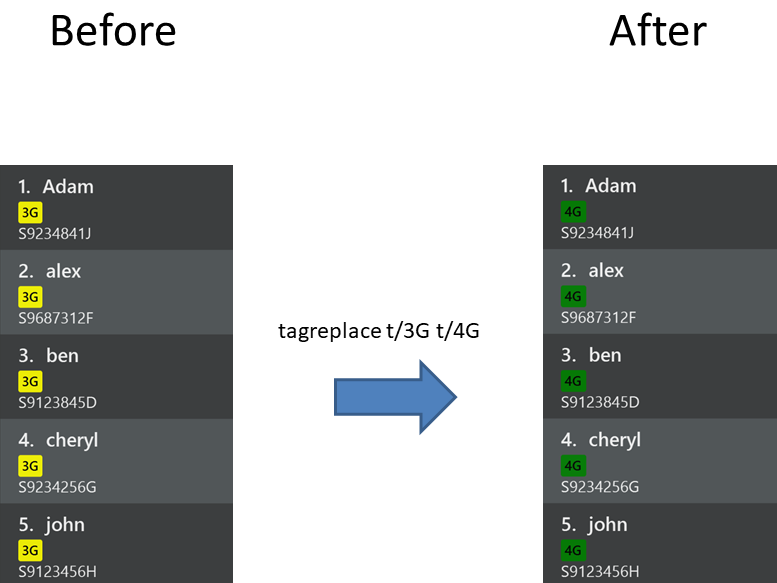 Before
After
1. Adam
3G
S9234841J
2. alex
3G
S9687312F
3. ben
3G
S9123845D
4. cheryl
3G
S9234256G
5. john
3G
S9123456H
tagreplace t/3G t/4G
1. Adam
4G
S9234841J
2. alex
4G
S9687312F
3. ben
4G
S9123845D
4. cheryl
4G
S9234256G
5. john
4G
S9123456H